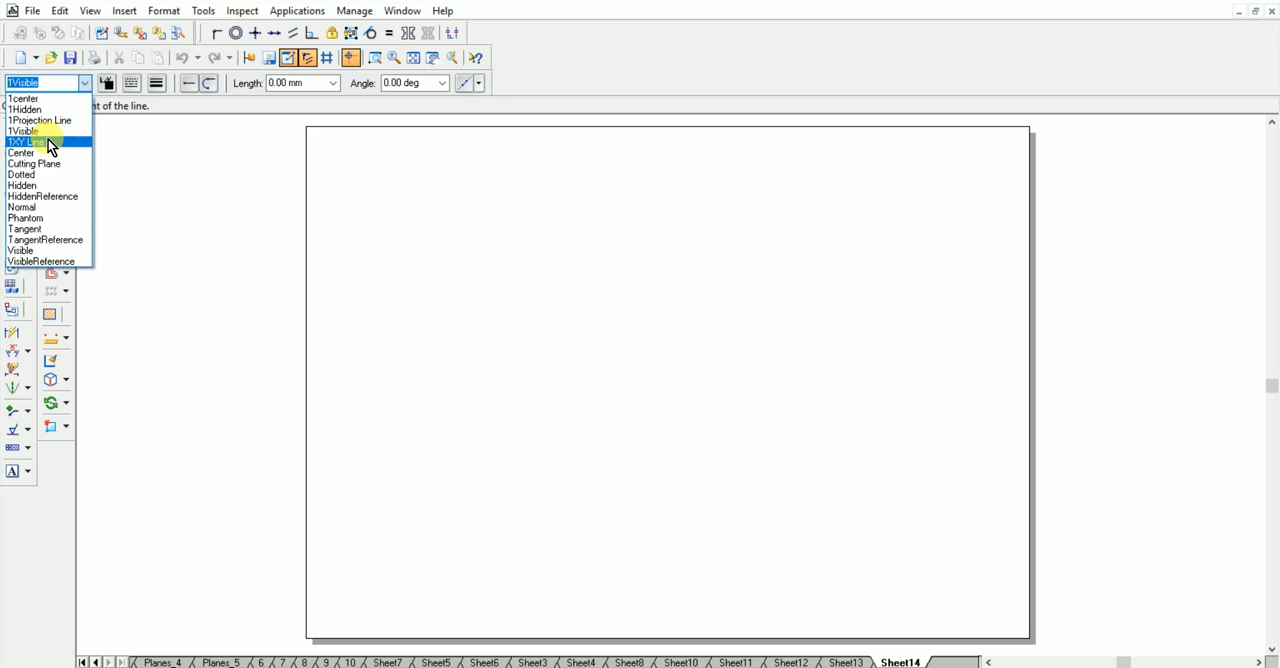 File Edit View Insert Format Tools Inspect Applications Manage Window Help
1Visible Length: 0.00 mm Angle: 0.00 deg
nt of the line.
1center
1Hidden
1Projection Line
1Visible
1XY Line
Center
Cutting Plane
Dotted
Hidden
HiddenReference
Normal
Phantom
Tangent
TangentReference
Visible
VisibleReference
A
Planes_4 Planes_5 6 7 8 9 10 Sheet7 Sheet5 Sheet6 Sheet3 Sheet4 Sheet8 Sheet10 Sheet11 Sheet12 Sheet13 Sheet14